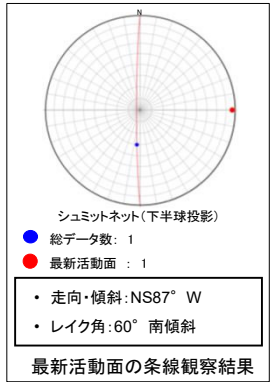 N
シュミットネット(下半球投影)
総データ数: 1
最新活動面 : 1
• 走向・傾斜:NS87° W
• レイク角:60° 南傾斜
最新活動面の条線観察結果